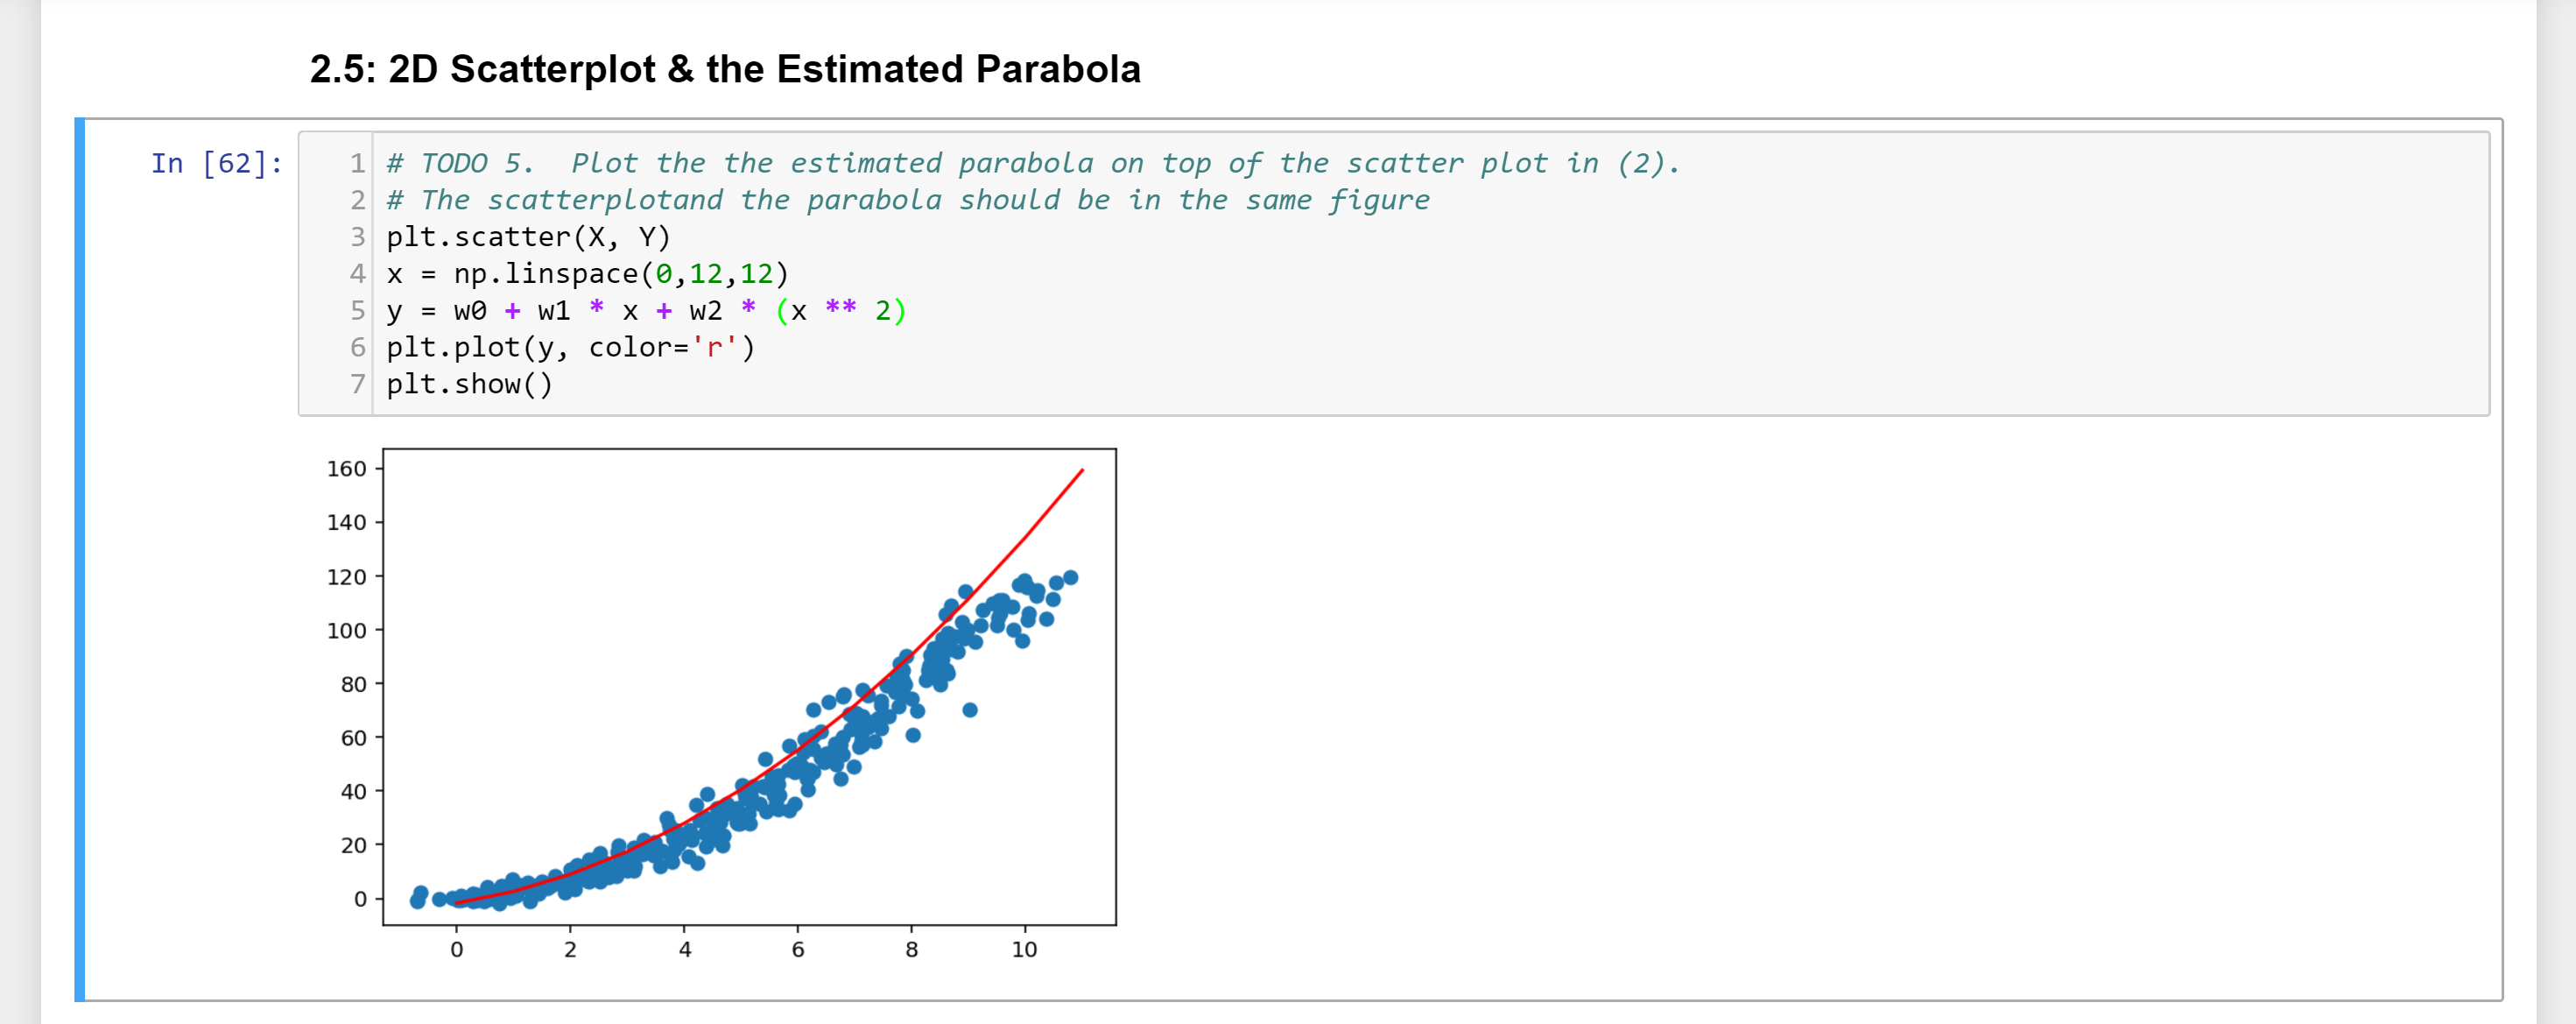 2.5: 2D Scatterplot & the Estimated Parabola
In [62]:
1 # TODO 5.  Plot the the estimated parabola on top of the scatter plot in (2).
2 # The scatterplotand the parabola should be in the same figure
3 plt.scatter(X, Y)
4 x = np.linspace(0,12,12)
5 y = w0 + w1 * x + w2 * (x ** 2)
6 plt.plot(y, color='r')
7 plt.show()
160
140
120
100
80
60
40
20
0
0 2 4 6 8 10